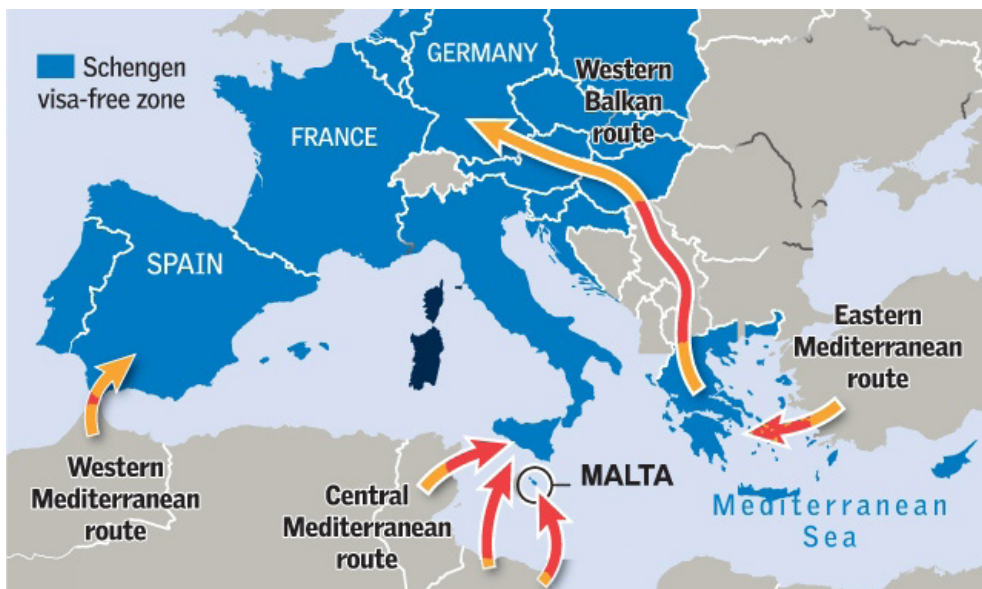 Schengen
visa-free zone
GERMANY
Western
Balkan
route
FRANCE
SPAIN
Eastern
Mediterranean
route
Western
Mediterranean
route
Central
Mediterranean
route
MALTA
Mediterranean
Sea